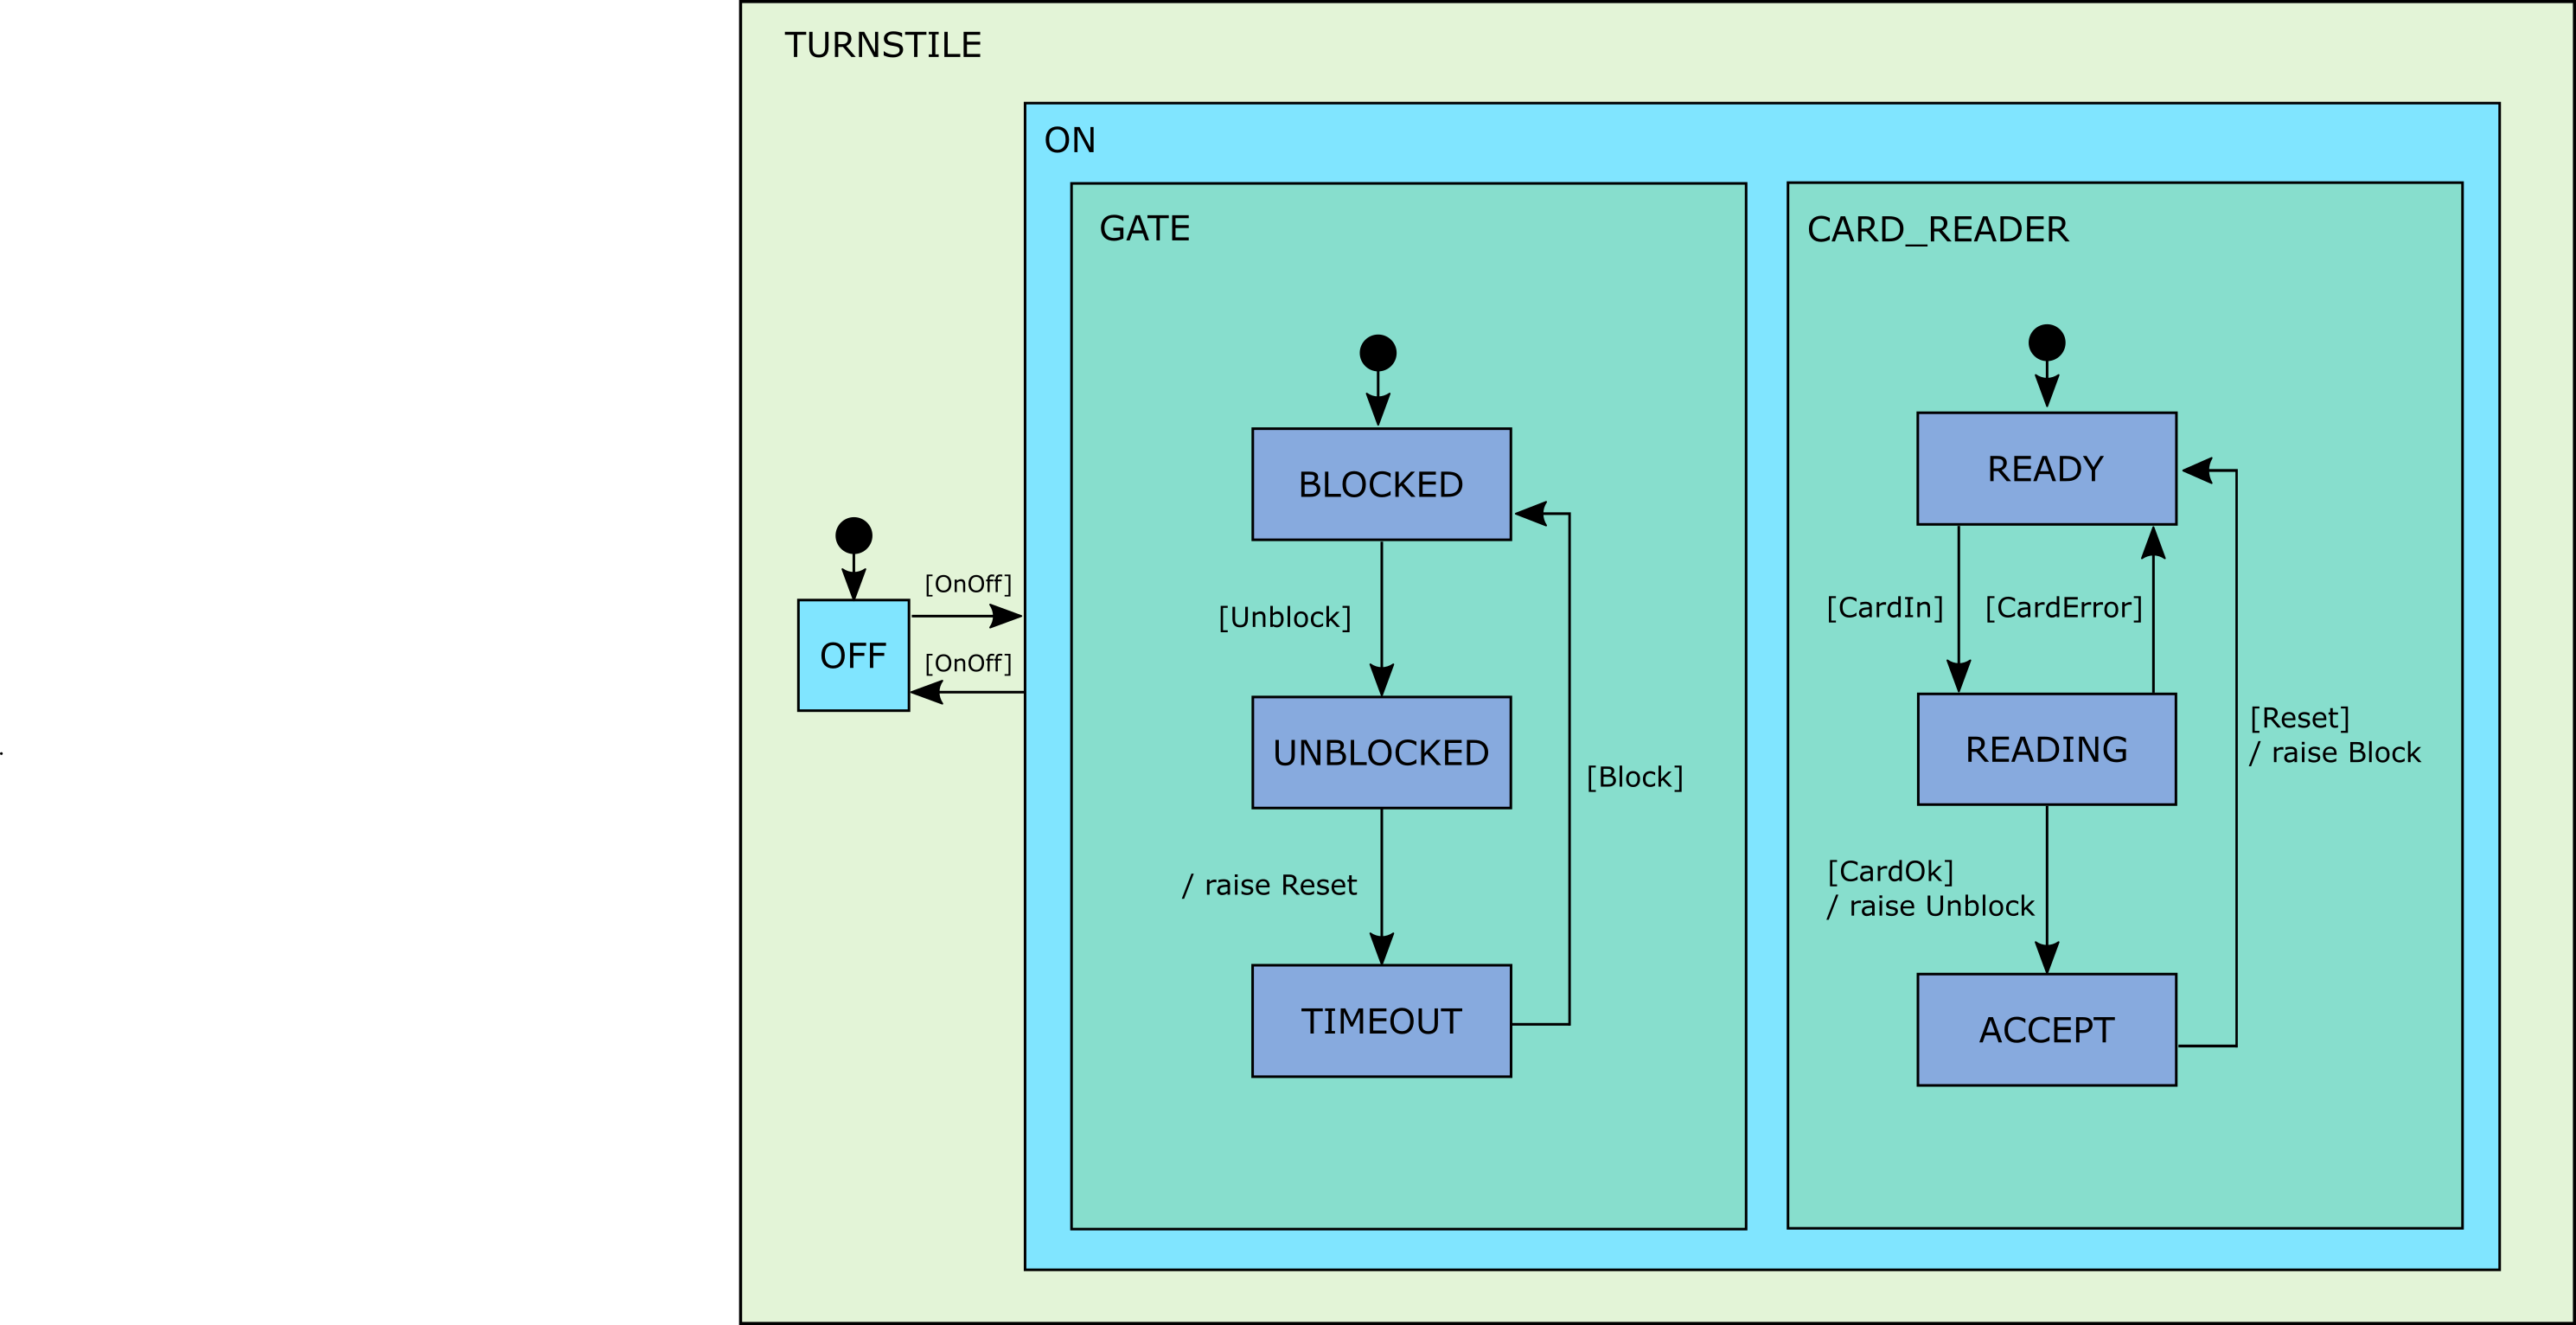 TURNSTILE
ON
GATE
CARD_READER
BLOCKED
READY
[OnOff]
[Unblock]
[CardIn]
[CardError]
OFF
[OnOff]
UNBLOCKED
READING
[Reset]
/ raise Block
[Block]
/ raise Reset
[CardOk]
/ raise Unblock
TIMEOUT
ACCEPT